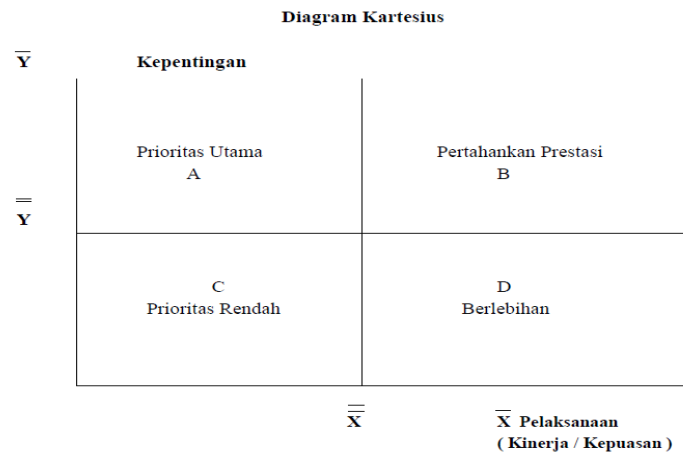 Diagram Kartesius
Y̅ Kepentingan
Prioritas Utama
A
Pertahankan Prestasi
B
Y̿
C
Prioritas Rendah
D
Berlebihan
X̿
X̅ Pelaksanaan
( Kinerja / Kepuasan )